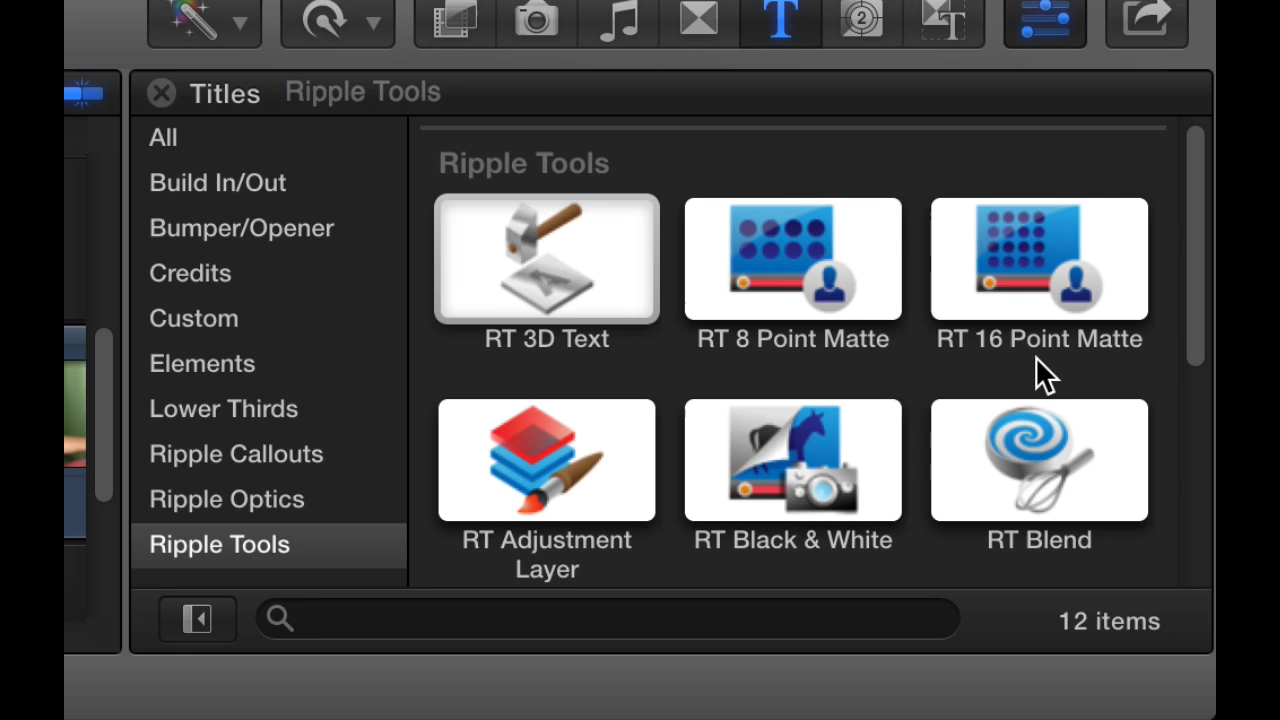 T
2
T
Titles Ripple Tools
All
Build In/Out
Bumper/Opener
Credits
Custom
Elements
Lower Thirds
Ripple Callouts
Ripple Optics
Ripple Tools
Ripple Tools
RT 3D Text
RT 8 Point Matte
RT 16 Point Matte
RT Adjustment
Layer
RT Black & White
RT Blend
12 items